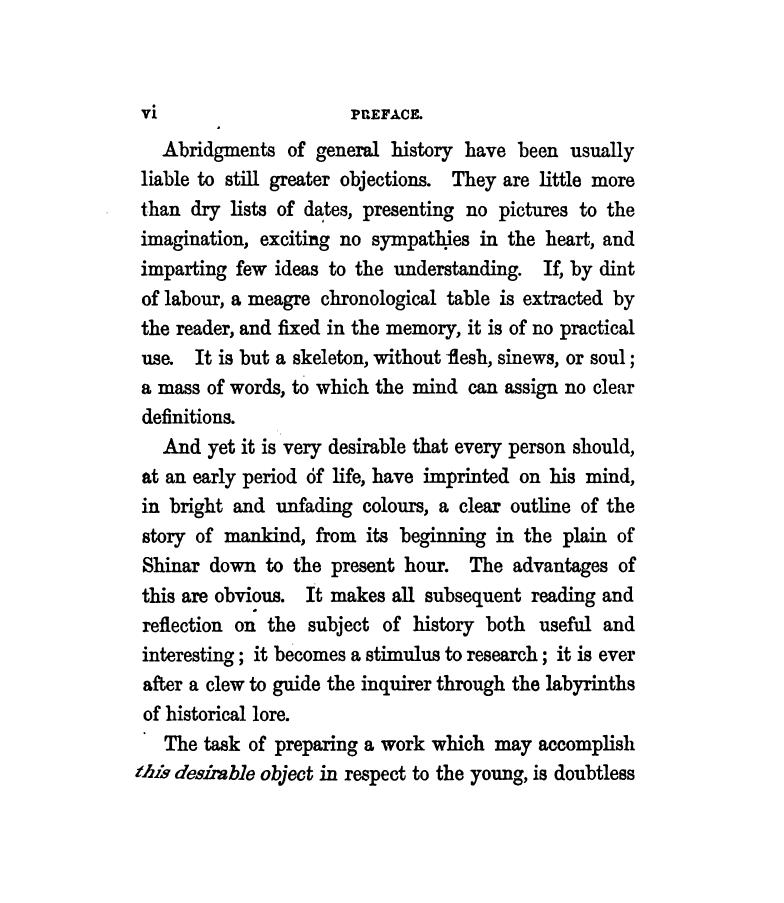 vi PREFACE.
Abridgments of general history have been usually
liable to still greater objections. They are little more
than dry lists of dates, presenting no pictures to the
imagination, exciting no sympathies in the heart, and
imparting few ideas to the understanding. If, by dint
of labour, a meagre chronological table is extracted by
the reader, and fixed in the memory, it is of no practical
use. It is but a skeleton, without flesh, sinews, or soul;
a mass of words, to which the mind can assign no clear
definitions.
And yet it is very desirable that every person should,
at an early period of life, have imprinted on his mind,
in bright and unfading colours, a clear outline of the
story of mankind, from its beginning in the plain of
Shinar down to the present hour. The advantages of
this are obvious. It makes all subsequent reading and
reflection on the subject of history both useful and
interesting; it becomes a stimulus to research; it is ever
after a clew to guide the inquirer through the labyrinths
of historical lore.
The task of preparing a work which may accomplish
this desirable object in respect to the young, is doubtless